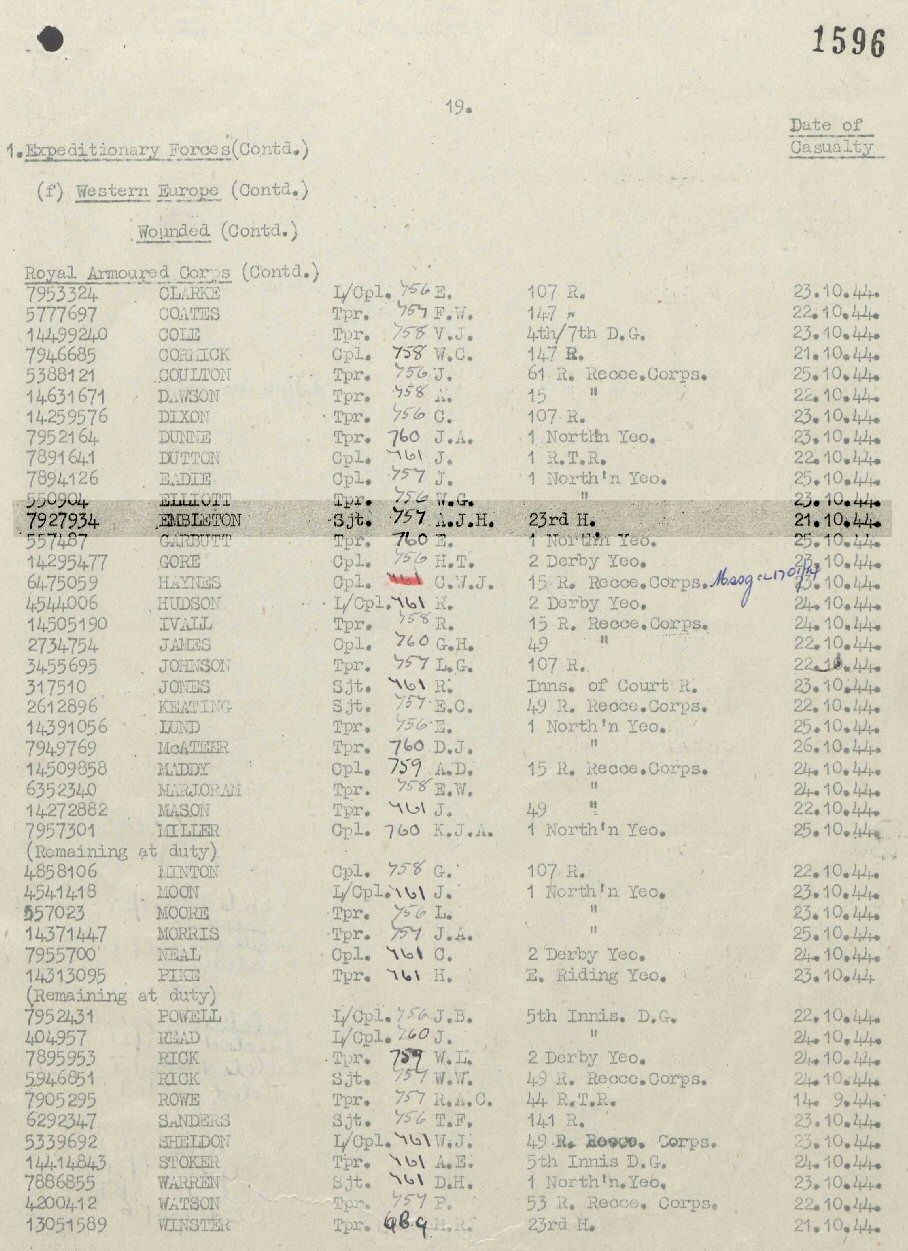 1596
19.
Date of
Casualty
1. Expeditionary Forces(Contd.)
(f) Western Europe (Contd.)
Wounded (Contd.)
Royal Armoured Corps (Contd.)
7953324 CLARKE L/Cpl. 756 E. 107 R. 23.10.44.
5777697 COATES Tpr. 757 F.W. 147 " 22.10.44.
14499240 COLE Tpr. 758 V.J. 4th/7th D.G. 23.10.44.
7946685 CORMICK Cpl. 758 W.C. 147 R. 21.10.44.
5388121 COULTON Tpr. 756 J. 61 R. Recce.Corps. 25.10.44.
14631671 DAWSON Tpr. 758 A. 15 " 22.10.44.
14259576 DIXON Tpr. 756 C. 107 R. 23.10.44.
7952164 DUNNE Tpr. 760 J.A. 1 North'n Yeo. 23.10.44.
7891641 DUTTON Cpl. 761 J. 1 R.T.R. 22.10.44.
7894126 EADIE Cpl. 757 J. 1 North'n Yeo. 25.10.44.
550904 ELLIOTT Tpr. 756 W.G. " 23.10.44.
7927934 EMBLETON Sjt. 757 A.J.H. 23rd H. 21.10.44.
557487 GARBUTT Tpr. 760 E. 1 North'n Yeo. 25.10.44.
14295477 GORE Cpl. 756 H.T. 2 Derby Yeo. 23.10.44.
6475059 HAYNES Cpl. 761 C.W.J. 15 R. Recce.Corps. 23.10.44.
4544006 HUDSON L/Cpl. 761 R. 2 Derby Yeo. 24.10.44.
14505190 IVALL Tpr. 758 R. 15 R. Recce.Corps. 24.10.44.
2734754 JAMES Cpl. 760 G.H. 49 " 22.10.44.
3455695 JOHNSON Tpr. 757 L.G. 107 R. 22.10.44.
317510 JONES Sjt. 761 R. Inns. of Court R. 23.10.44.
2612896 KEATING Sjt. 757 E.C. 49 R. Recce.Corps. 22.10.44.
14391056 LUND Tpr. 756 E. 1 North'n Yeo. 25.10.44.
7949769 McATEER Tpr. 760 D.J. " 26.10.44.
14509858 MADDY Cpl. 759 A.D. 15 R. Recce.Corps. 24.10.44.
6352340 MARJORAM Tpr. 758 E.W. " 24.10.44.
14272882 MASON Tpr. 761 J. 49 " 22.10.44.
7957301 MILLER Cpl. 760 K.J.A. 1 North'n Yeo. 25.10.44.
(Remaining at duty)
4858106 MINTON Cpl. 758 G. 107 R. 22.10.44.
4541418 MOON L/Cpl. 761 J. 1 North'n Yeo. 23.10.44.
557023 MOORE Tpr. 756 L. " 23.10.44.
14371447 MORRIS Tpr. 757 J.A. " 25.10.44.
7955700 NEAL Cpl. 761 C. 2 Derby Yeo. 24.10.44.
14313095 PIKE Tpr. 761 H. E. Riding Yeo. 23.10.44
(Remaining at duty)
7952431 POWELL L/Cpl. 756 J.B. 5th Innis. D.G. 22.10.44.
404957 READ L/Cpl. 760 J. " 24.10.44.
7895953 RICK Tpr. 759 W.L. 2 Derby Yeo. 24.10.44.
5946851 RICK Sjt. 757 W.W. 49 R. Recce.Corps. 24.10.44.
7905295 ROWE Tpr. 757 R.A.C. 44 R.T.R. 14. 9.44.
6292347 SANDERS Sjt. 756 T.F. 141 R. 23.10.44.
5339692 SHELDON L/Cpl. 761 W.J. 49 R. Recce. Corps. 23.10.44.
14414843 STOKER Tpr. 761 A.E. 5th Innis D.G. 24.10.44.
7886855 WARREN Sjt. 761 D.H. 1 North'n.Yeo. 23.10.44.
4200412 WATSON Tpr. 757 P. 53 R. Recce. Corps. 22.10.44.
13051589 WINSTER Tpr. 23rd H. 21.10.44.